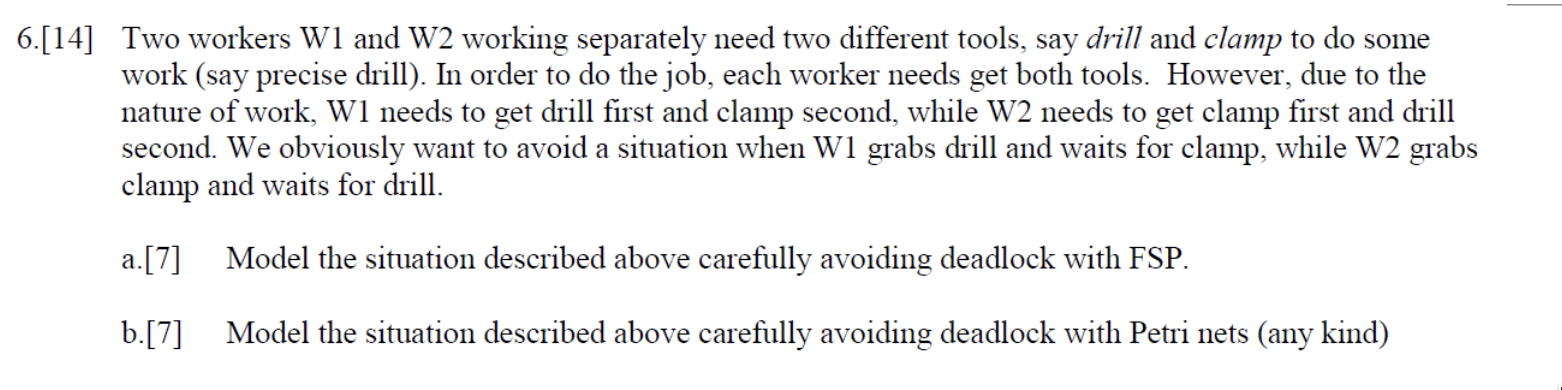 6.[14] Two workers W1 and W2 working separately need two different tools, say drill and clamp to do some
work (say precise drill). In order to do the job, each worker needs get both tools. However, due to the
nature of work, W1 needs to get drill first and clamp second, while W2 needs to get clamp first and drill
second. We obviously want to avoid a situation when W1 grabs drill and waits for clamp, while W2 grabs
clamp and waits for drill.
a.[7] Model the situation described above carefully avoiding deadlock with FSP.
b.[7] Model the situation described above carefully avoiding deadlock with Petri nets (any kind)